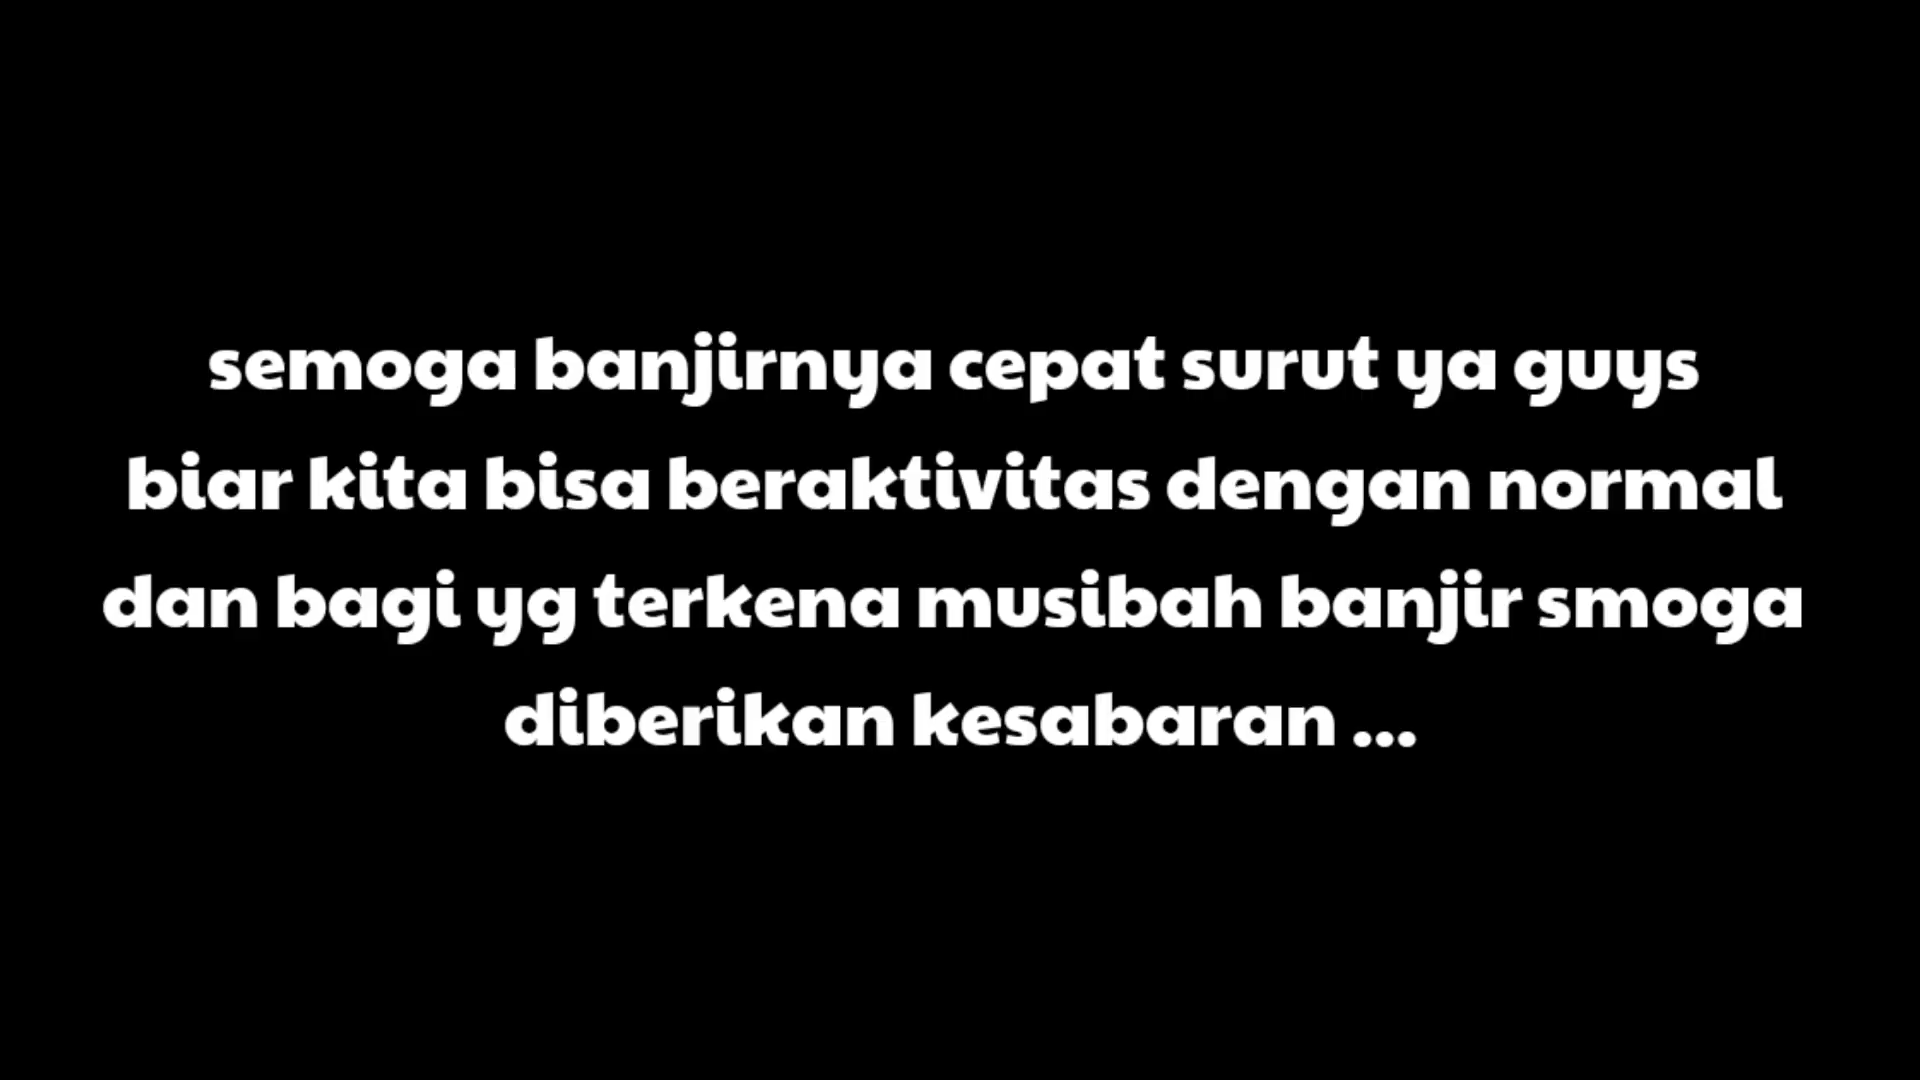 semoga banjirnya cepat surut ya guys
biar kita bisa beraktivitas dengan normal
dan bagi yg terkena musibah banjir smoga
diberikan kesabaran ...